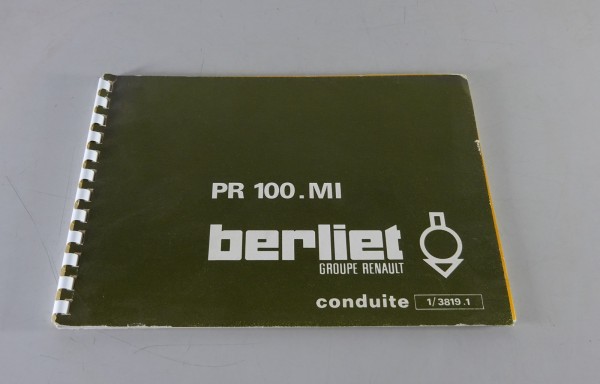 PR 100.MI
berliet
GROUPE RENAULT
conduite 1/3819.1